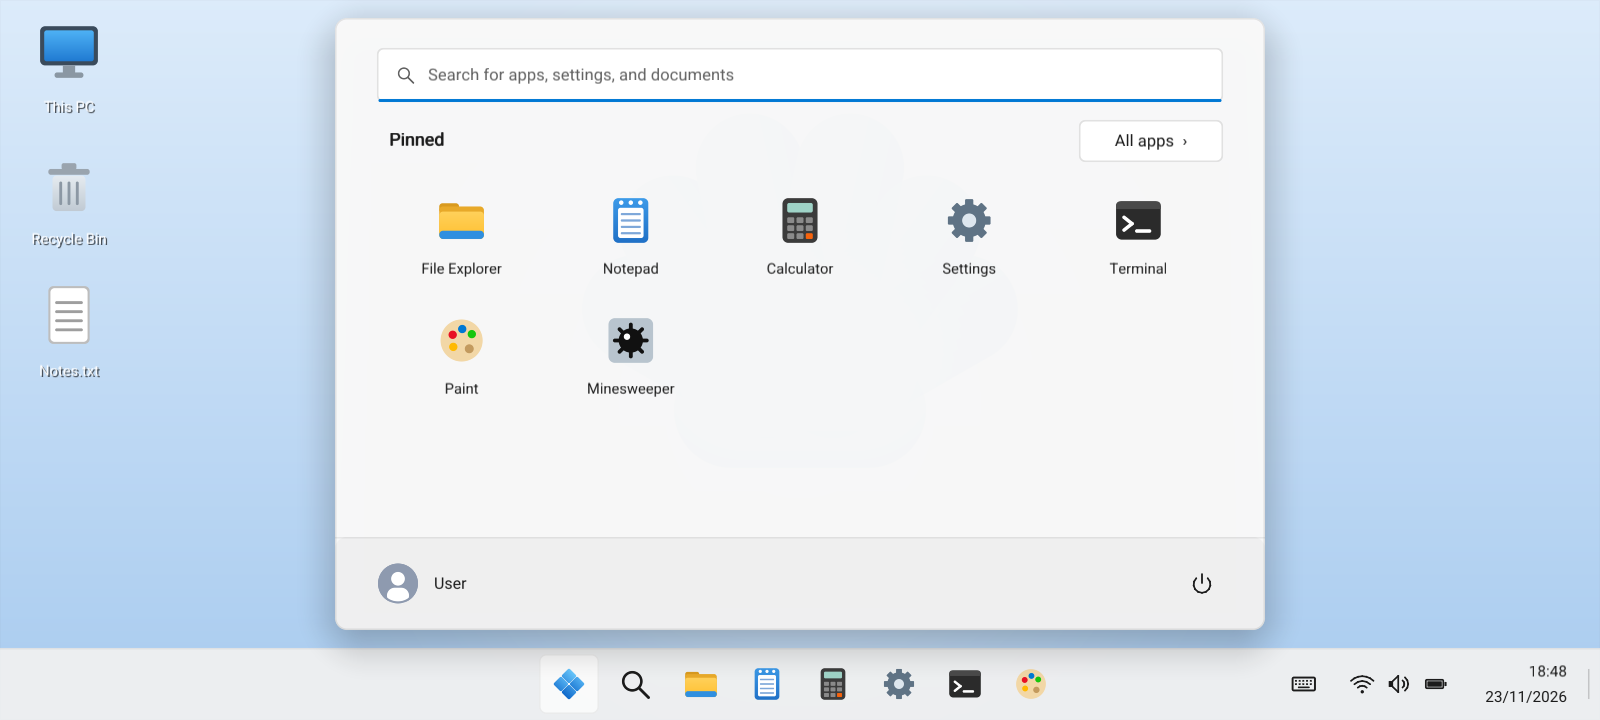 This PC
Recycle Bin
Notes.txt
Search for apps, settings, and documents
Pinned
All apps ›
File Explorer
Notepad
Calculator
Settings
Terminal
Paint
Minesweeper
User
18:48
23/11/2026